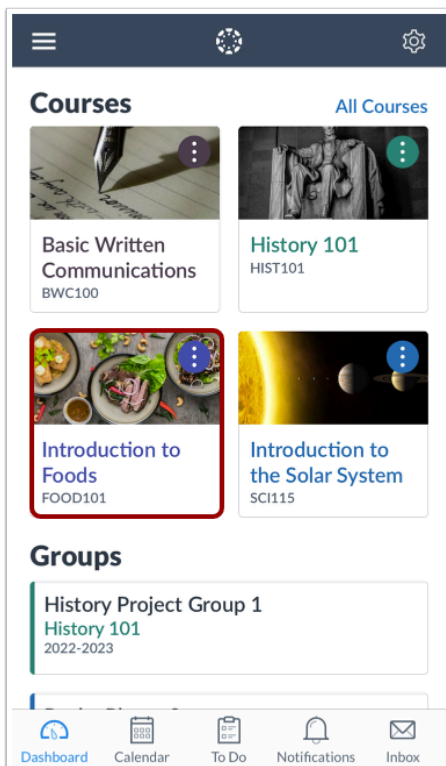 Courses
All Courses
Basic Written
Communications
BWC100
History 101
HIST101
Introduction to
Foods
FOOD101
Introduction to
the Solar System
SCI115
Groups
History Project Group 1
History 101
2022-2023
Dashboard
Calendar
To Do
Notifications
Inbox